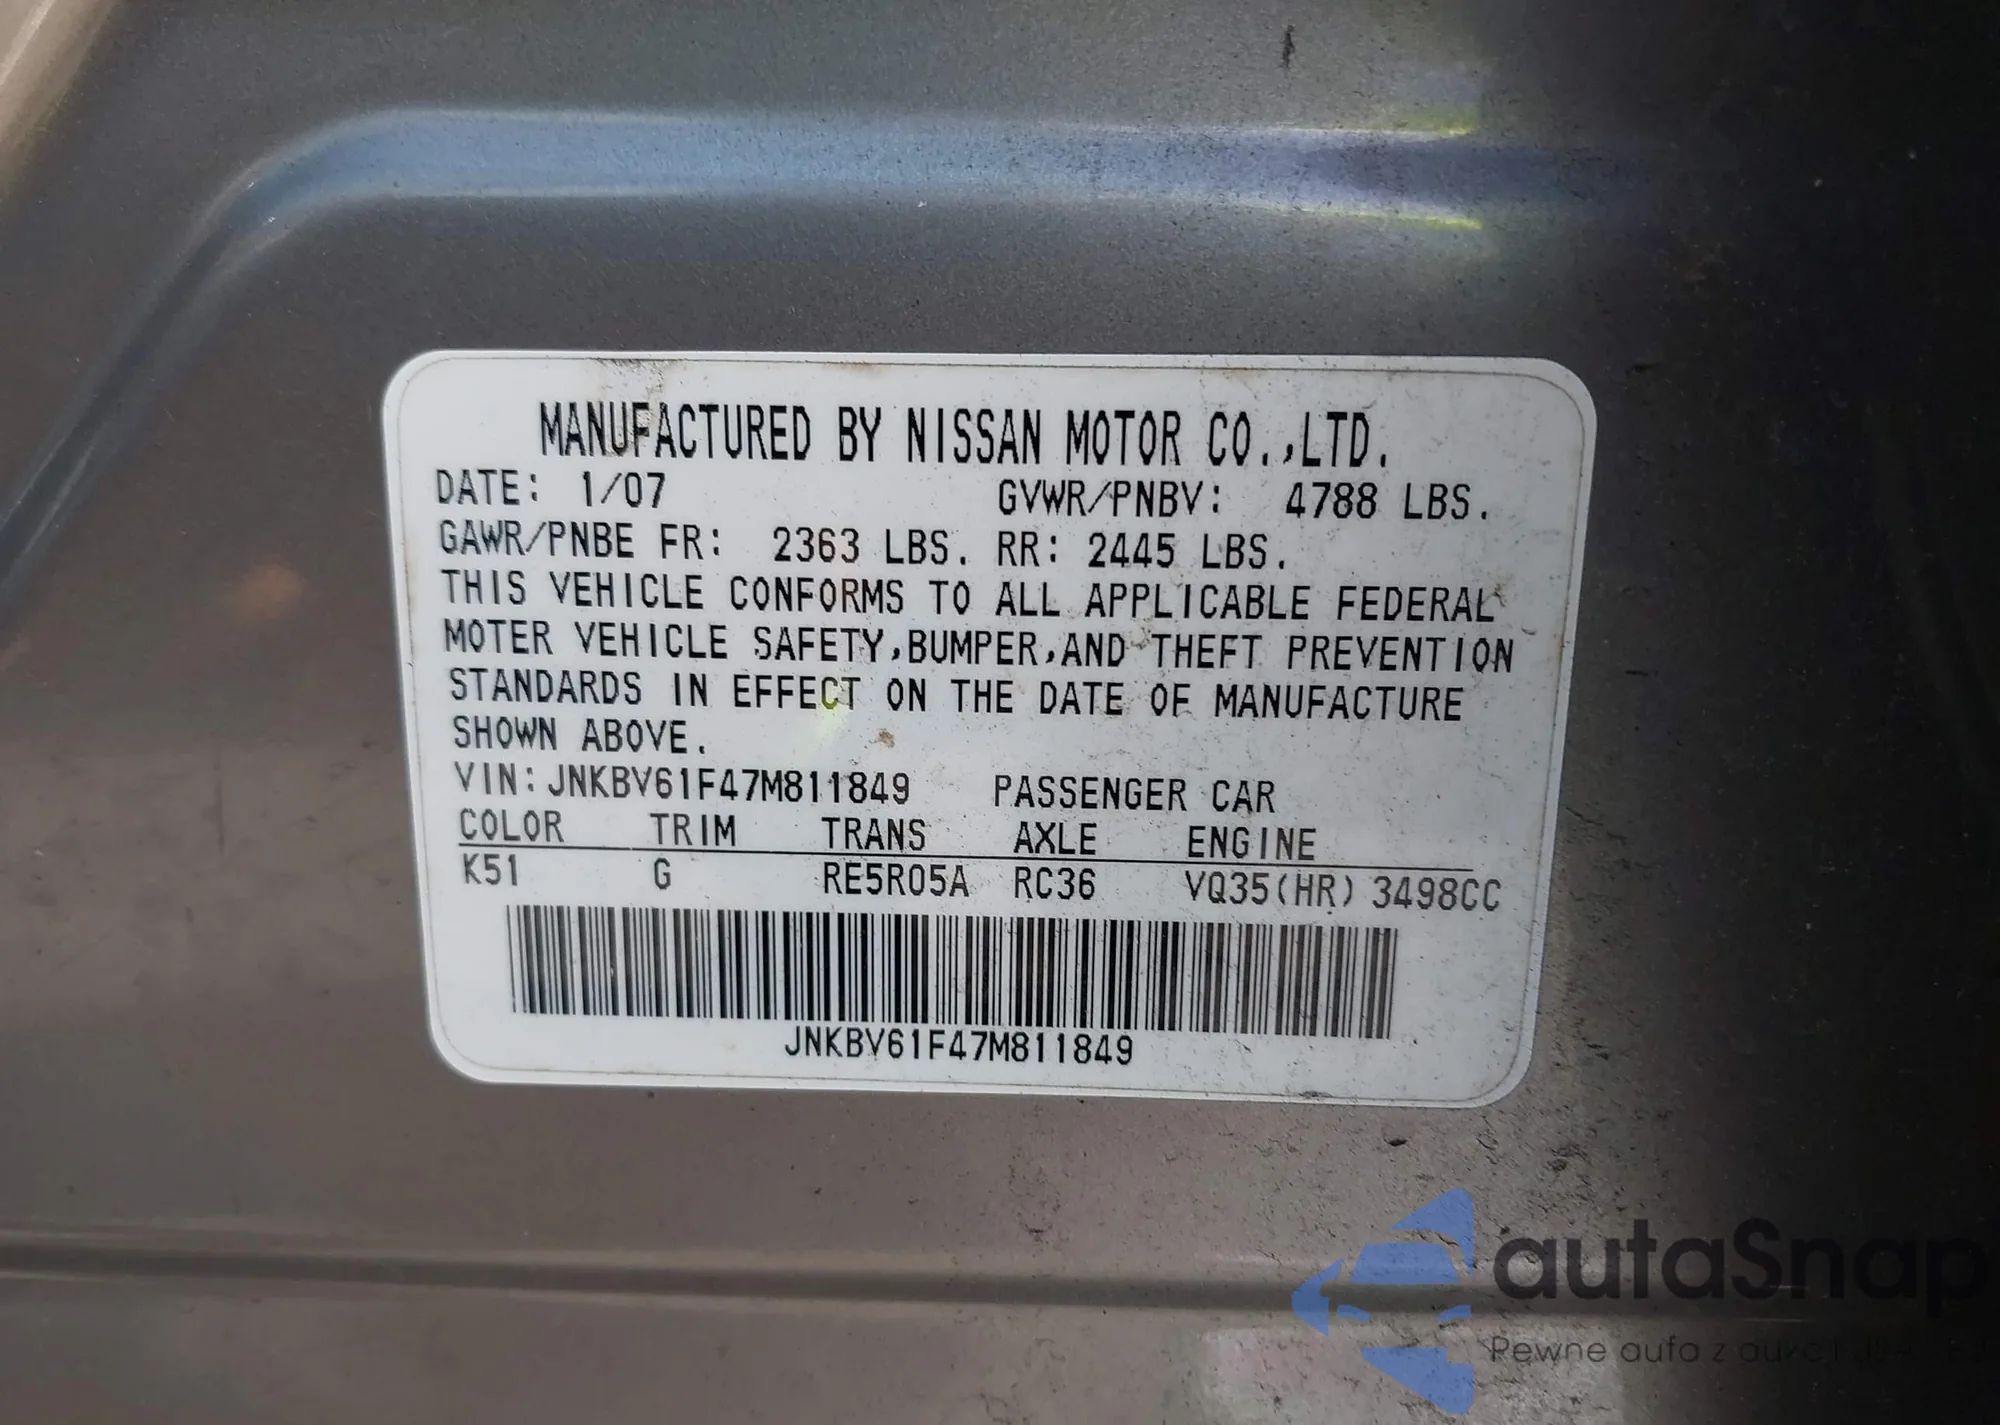 MANUFACTURED BY NISSAN MOTOR CO.,LTD.
DATE: 1/07 GVWR/PNBV: 4788 LBS.
GAWR/PNBE FR: 2363 LBS. RR: 2445 LBS.
THIS VEHICLE CONFORMS TO ALL APPLICABLE FEDERAL
MOTER VEHICLE SAFETY,BUMPER,AND THEFT PREVENTION
STANDARDS IN EFFECT ON THE DATE OF MANUFACTURE
SHOWN ABOVE.
VIN:JNKBV61F47M811849 PASSENGER CAR
COLOR TRIM TRANS AXLE ENGINE
K51 G RE5R05A RC36 VQ35(HR) 3498CC
JNKBV61F47M811849
autaSnap
Pewne auta z